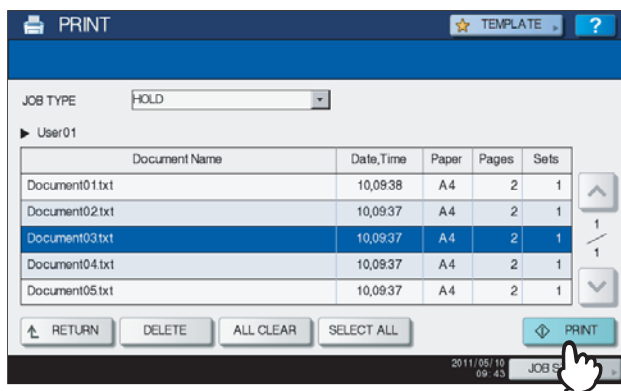 PRINT
TEMPLATE
?
JOB TYPE HOLD
User01
Document Name Date,Time Paper Pages Sets
Document01.txt 10,09:38 A4 2 1
Document02.txt 10,09:37 A4 2 1
Document03.txt 10,09:37 A4 2 1
Document04.txt 10,09:37 A4 2 1
Document05.txt 10,09:37 A4 2 1
1
1
RETURN DELETE ALL CLEAR SELECT ALL PRINT
2011/05/10
09:43
JOB